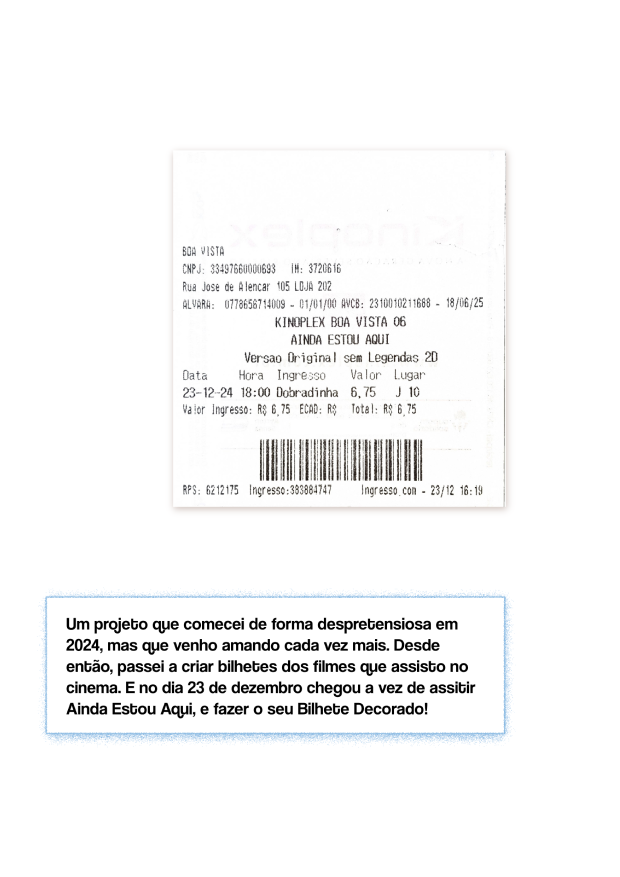 Kinoplex
BOA VISTA
CNPJ: 33497660000693 IM: 3720616
Rua Jose de Alencar 105 LOJA 202
ALVARA: 0778658714009 - 01/01/00 AVCB: 2310010211688 - 18/06/25
KINOPLEX BOA VISTA 06
AINDA ESTOU AQUI
Versao Original sem Legendas 2D
Data Hora Ingresso Valor Lugar
23-12-24 18:00 Dobradinha 6,75 J 10
Valor Ingresso: R$ 6,75 ECAD: R$ Total: R$ 6,75
RPS: 6212175 Ingresso:383884747 Ingresso.com - 23/12 16:19
Um projeto que comecei de forma despretensiosa em
2024, mas que venho amando cada vez mais. Desde
então, passei a criar bilhetes dos filmes que assisto no
cinema. E no dia 23 de dezembro chegou a vez de assitir
Ainda Estou Aqui, e fazer o seu Bilhete Decorado!